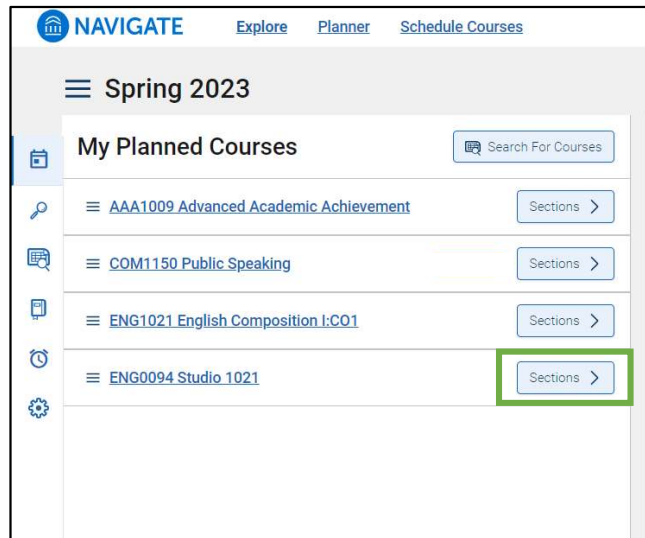 NAVIGATE Explore Planner Schedule Courses
Spring 2023
My Planned Courses Search For Courses
AAA1009 Advanced Academic Achievement Sections
COM1150 Public Speaking Sections
ENG1021 English Composition I:CO1 Sections
ENG0094 Studio 1021 Sections